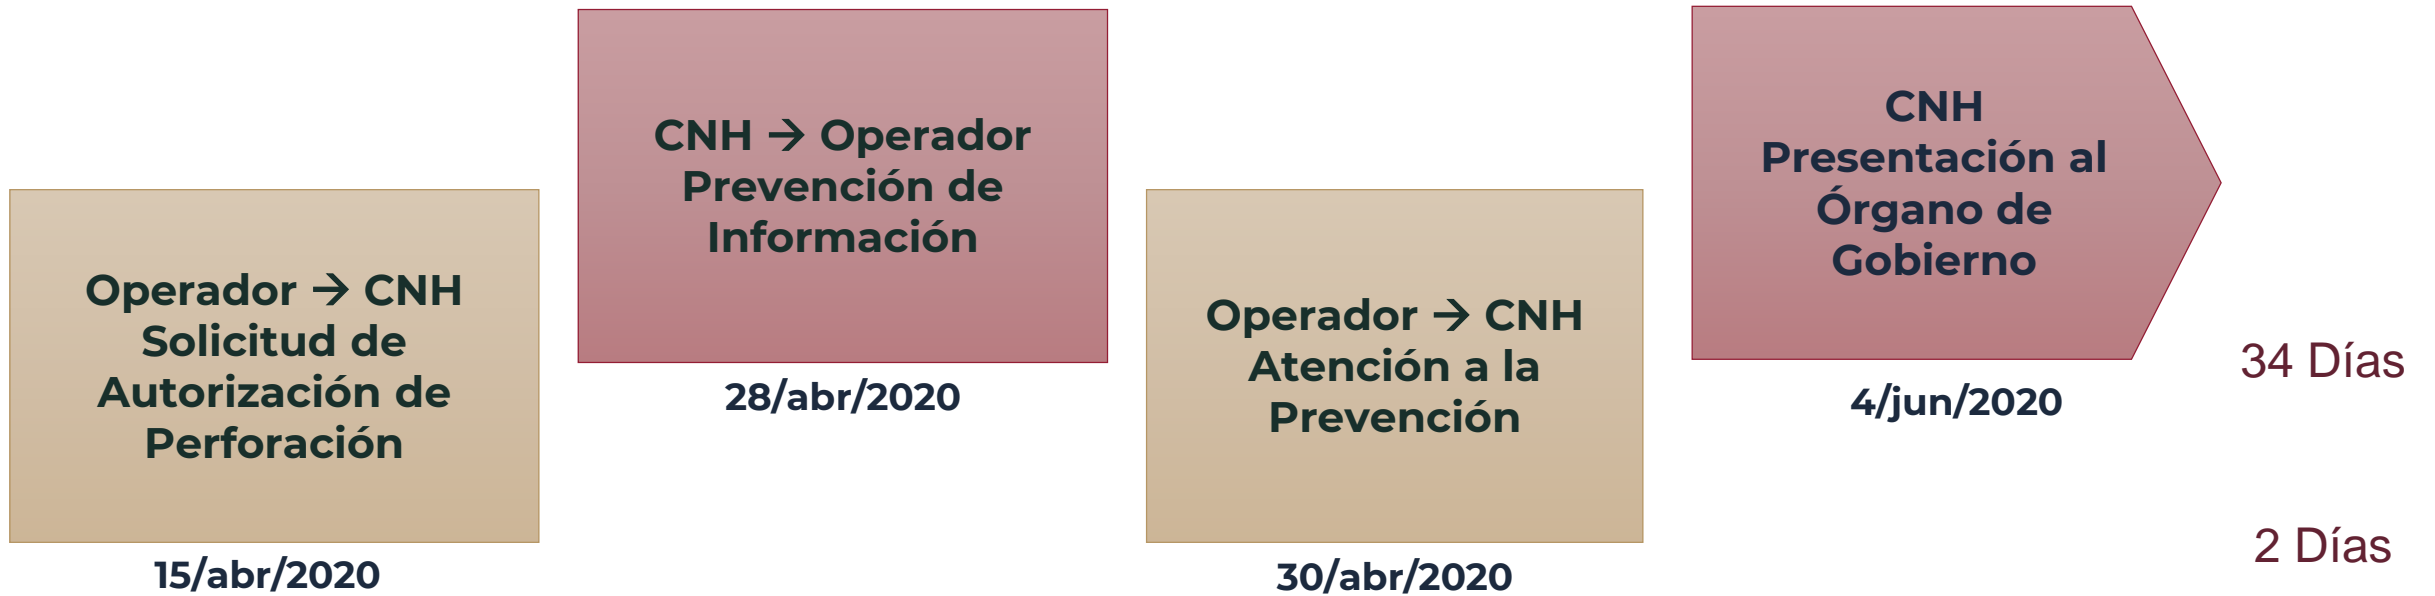 Operador → CNH
Solicitud de
Autorización de
Perforación
15/abr/2020
CNH → Operador
Prevención de
Información
28/abr/2020
Operador → CNH
Atención a la
Prevención
30/abr/2020
CNH
Presentación al
Órgano de
Gobierno
4/jun/2020
34 Días
2 Días